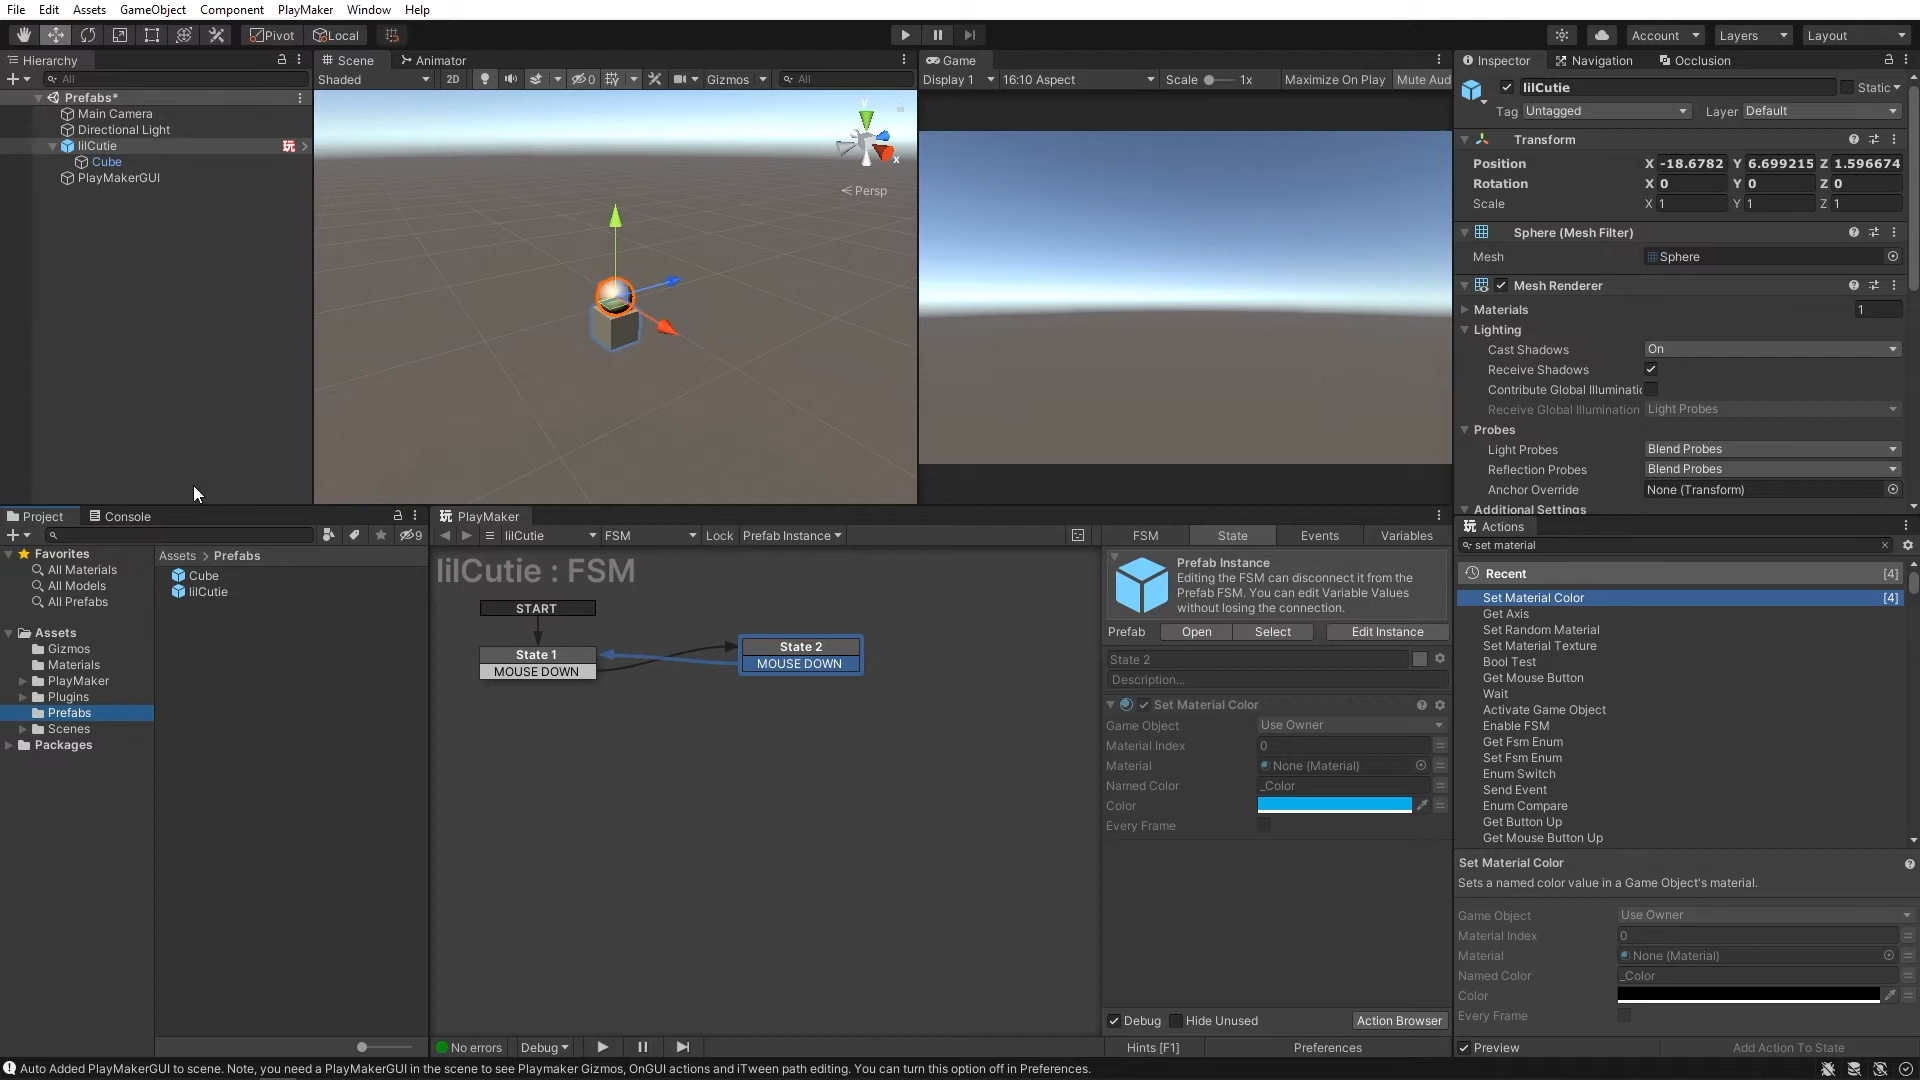 File Edit Assets GameObject Component PlayMaker Window Help
Pivot Local Account Layers Layout
Hierarchy
All
Prefabs*
Main Camera
Directional Light
lilCutie
Cube
PlayMakerGUI
Scene Animator
Shaded 2D 0 Gizmos All
y
x
Persp
Game
Display 1 16:10 Aspect Scale 1x Maximize On Play Mute Aud
Inspector Navigation Occlusion
lilCutie Static
Tag Untagged Layer Default
Transform
Position X -18.6782 Y 6.699215 Z 1.596674
Rotation X 0 Y 0 Z 0
Scale X 1 Y 1 Z 1
Sphere (Mesh Filter)
Mesh Sphere
Mesh Renderer
Materials 1
Lighting
Cast Shadows On
Receive Shadows
Contribute Global Illuminatic
Receive Global Illumination Light Probes
Probes
Light Probes Blend Probes
Reflection Probes Blend Probes
Anchor Override None (Transform)
Additional Settings
Project Console
9
Favorites
All Materials
All Models
All Prefabs
Assets
Gizmos
Materials
PlayMaker
Plugins
Prefabs
Scenes
Packages
Assets > Prefabs
Cube
lilCutie
PlayMaker
lilCutie FSM Lock Prefab Instance
lilCutie : FSM
START
State 1
MOUSE DOWN
State 2
MOUSE DOWN
No errors Debug
FSM State Events Variables
Prefab Instance
Editing the FSM can disconnect it from the
Prefab FSM. You can edit Variable Values
without losing the connection.
Prefab Open Select Edit Instance
State 2
Description...
Set Material Color
Game Object Use Owner
Material Index 0
Material None (Material)
Named Color _Color
Color
Every Frame
Debug Hide Unused Action Browser
Hints [F1] Preferences
Actions
set material
Recent [4]
Set Material Color [4]
Get Axis
Set Random Material
Set Material Texture
Bool Test
Get Mouse Button
Wait
Activate Game Object
Enable FSM
Get Fsm Enum
Set Fsm Enum
Enum Switch
Send Event
Enum Compare
Get Button Up
Get Mouse Button Up
Set Material Color
Sets a named color value in a Game Object's material.
Game Object Use Owner
Material Index 0
Material None (Material)
Named Color _Color
Color
Every Frame
Preview Add Action To State
Auto Added PlayMakerGUI to scene. Note, you need a PlayMakerGUI in the scene to see Playmaker Gizmos, OnGUI actions and iTween path editing. You can turn this option off in Preferences.